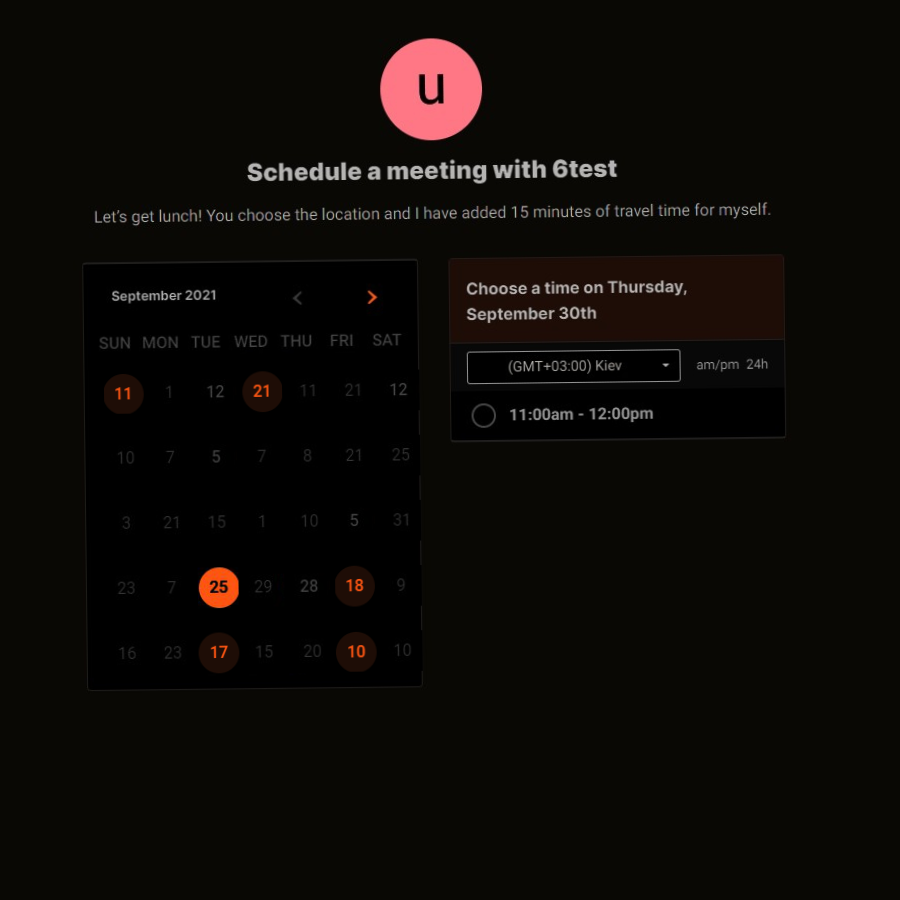 u
Schedule a meeting with 6test
Let's get lunch! You choose the location and I have added 15 minutes of travel time for myself.
September 2021
SUN MON TUE WED THU FRI SAT
11 1 12 21 11 21 12
10 7 5 7 8 21 25
3 21 15 1 10 5 31
23 7 25 29 28 18 9
16 23 17 15 20 10 10
Choose a time on Thursday,
September 30th
(GMT+03:00) Kiev am/pm 24h
11:00am - 12:00pm